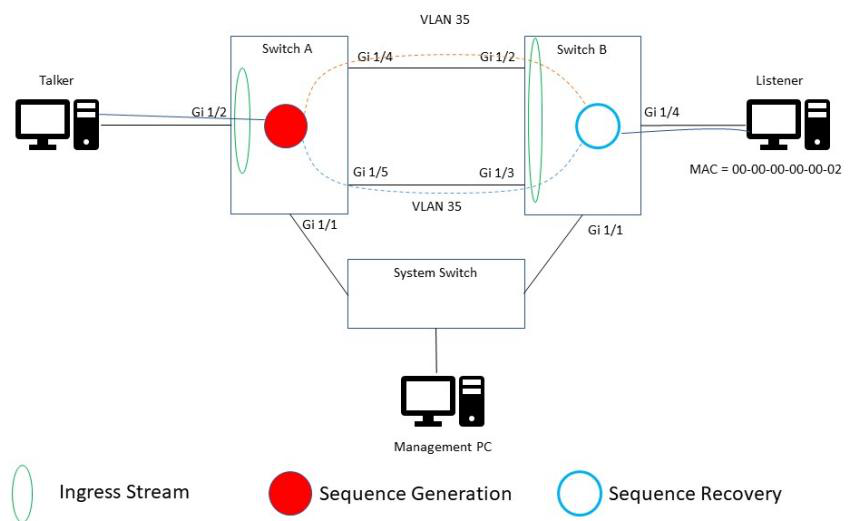 VLAN 35
Switch A
Switch B
Gi 1/4
Gi 1/2
Talker
Listener
Gi 1/2
Gi 1/4
MAC = 00-00-00-00-00-02
Gi 1/5
Gi 1/3
VLAN 35
Gi 1/1
Gi 1/1
System Switch
Management PC
Ingress Stream
Sequence Generation
Sequence Recovery